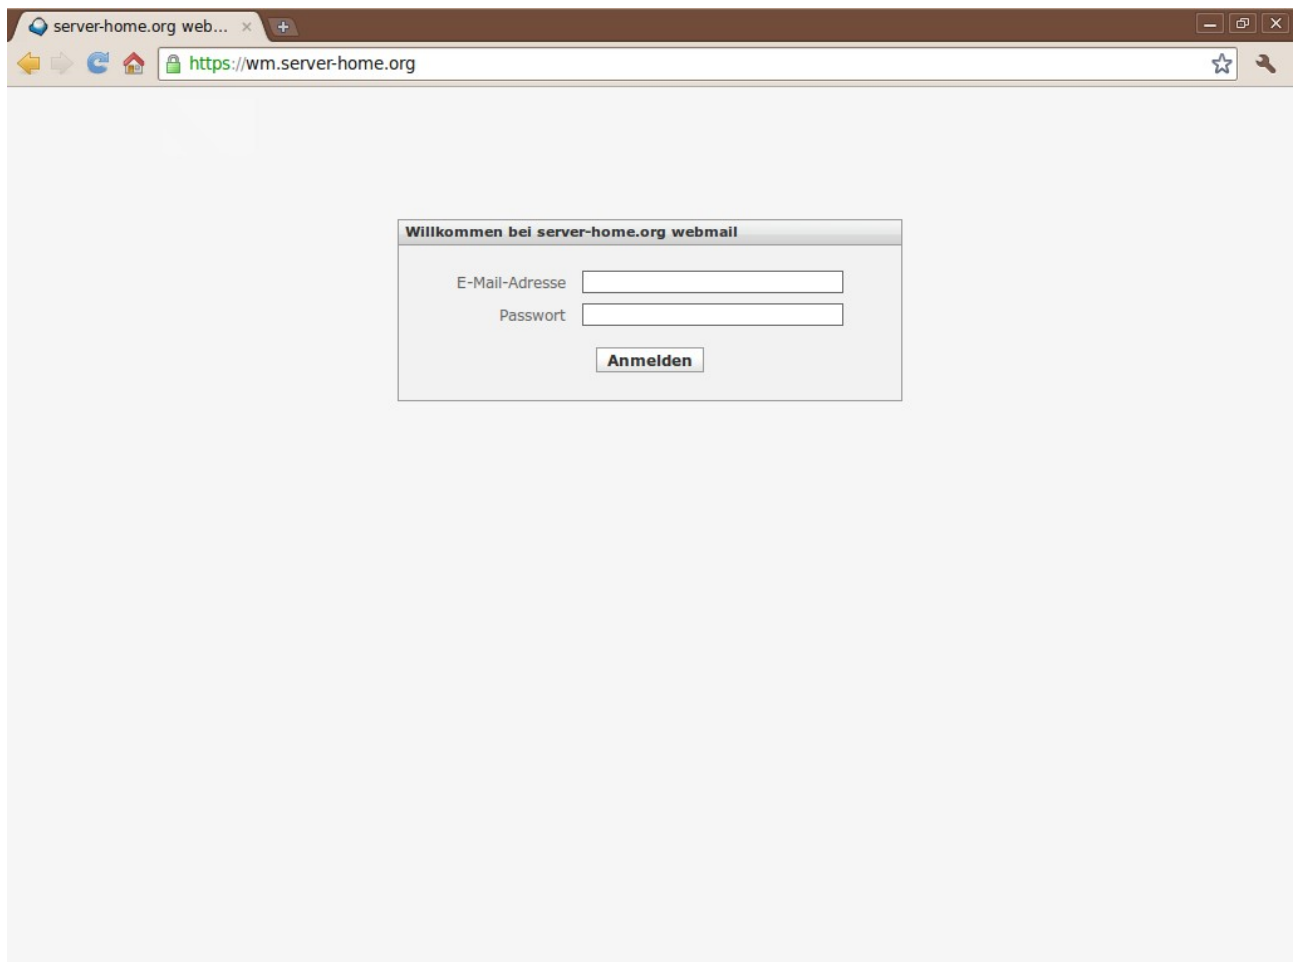 server-home.org web...
https://wm.server-home.org
Willkommen bei server-home.org webmail
E-Mail-Adresse
Passwort
Anmelden